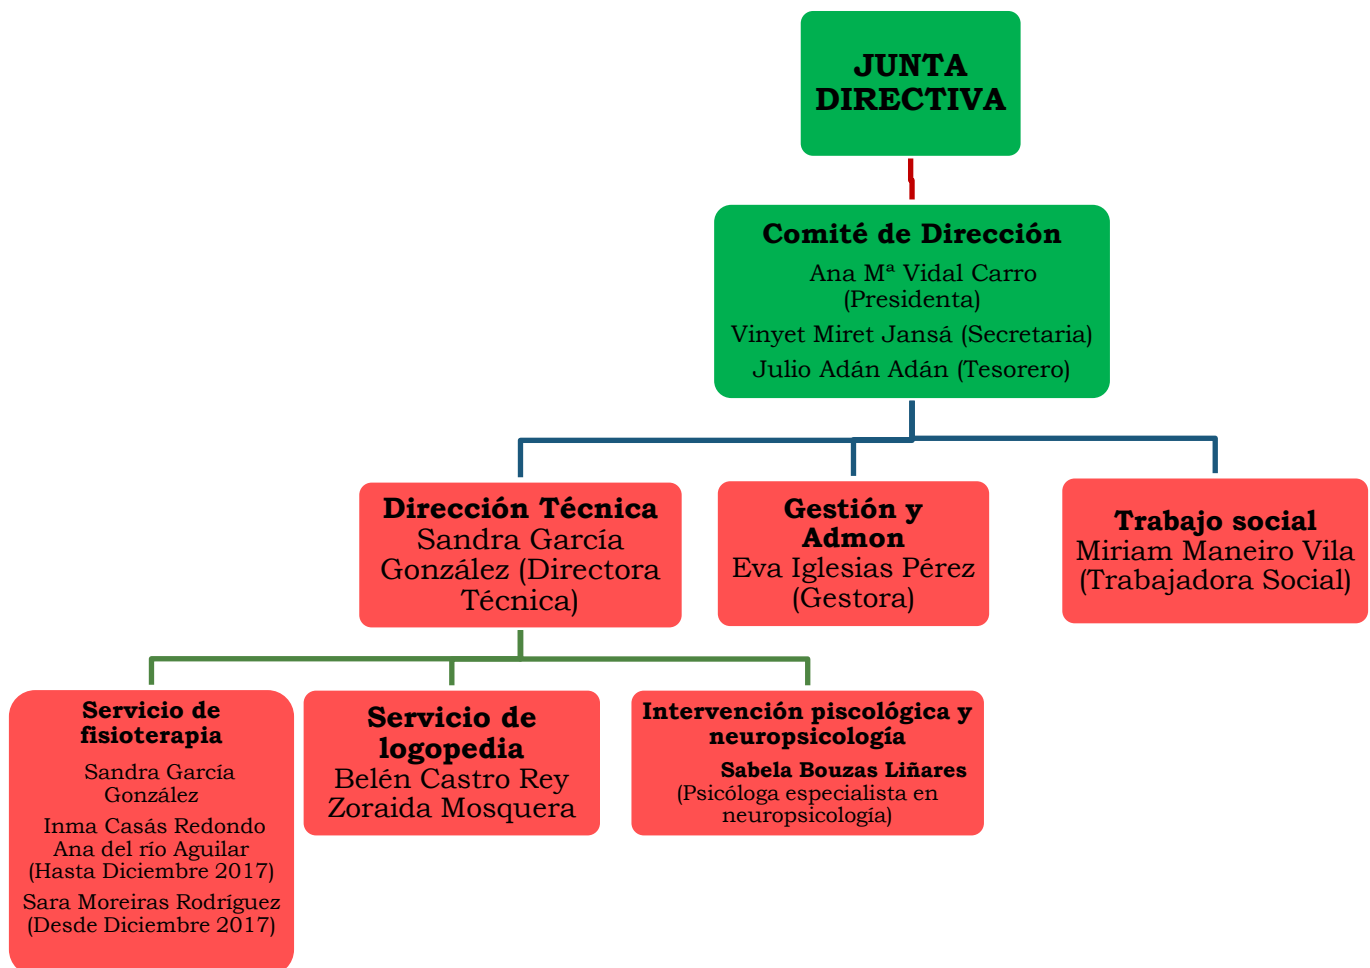 JUNTA
DIRECTIVA
Comité de Dirección
Ana Mª Vidal Carro
(Presidenta)
Vinyet Miret Jansá (Secretaria)
Julio Adán Adán (Tesorero)
Dirección Técnica
Sandra García
González (Directora
Técnica)
Gestión y
Admon
Eva Iglesias Pérez
(Gestora)
Trabajo social
Miriam Maneiro Vila
(Trabajadora Social)
Servicio de
fisioterapia
Sandra García
González
Inma Casás Redondo
Ana del río Aguilar
(Hasta Diciembre 2017)
Sara Moreiras Rodríguez
(Desde Diciembre 2017)
Servicio de
logopedia
Belén Castro Rey
Zoraida Mosquera
Intervención piscológica y
neuropsicología
Sabela Bouzas Liñares
(Psicóloga especialista en
neuropsicología)